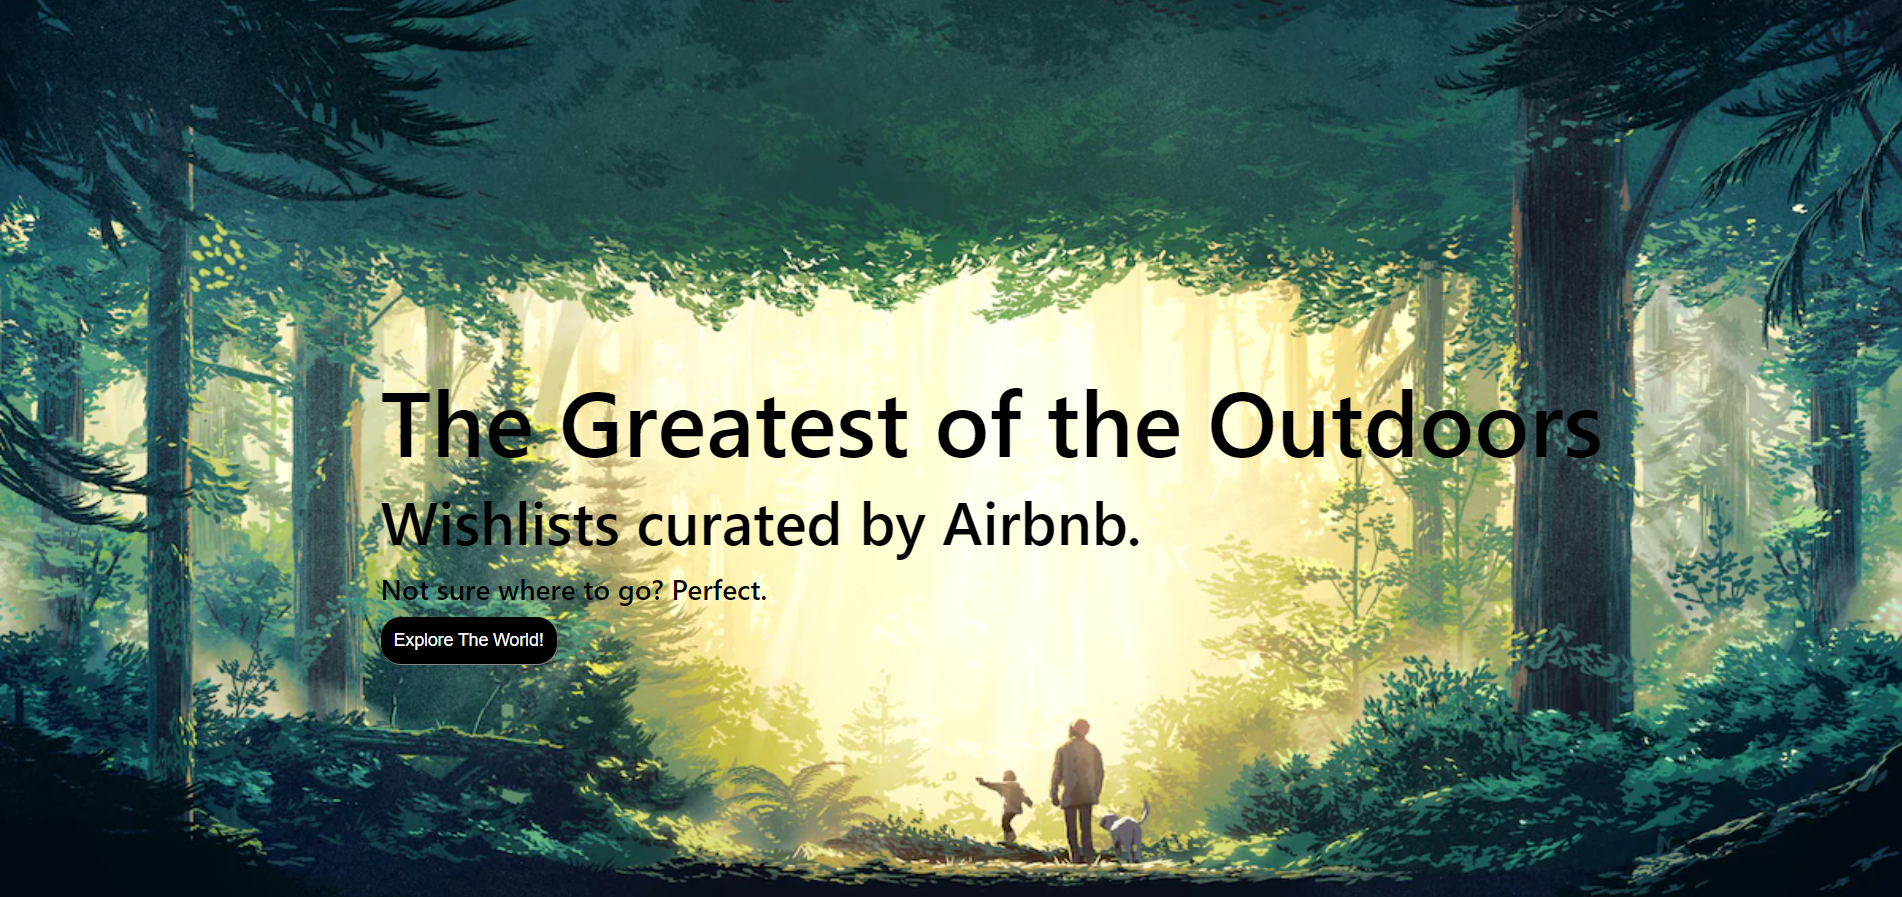 The Greatest of the Outdoors
Wishlists curated by Airbnb.
Not sure where to go? Perfect.
Explore The World!